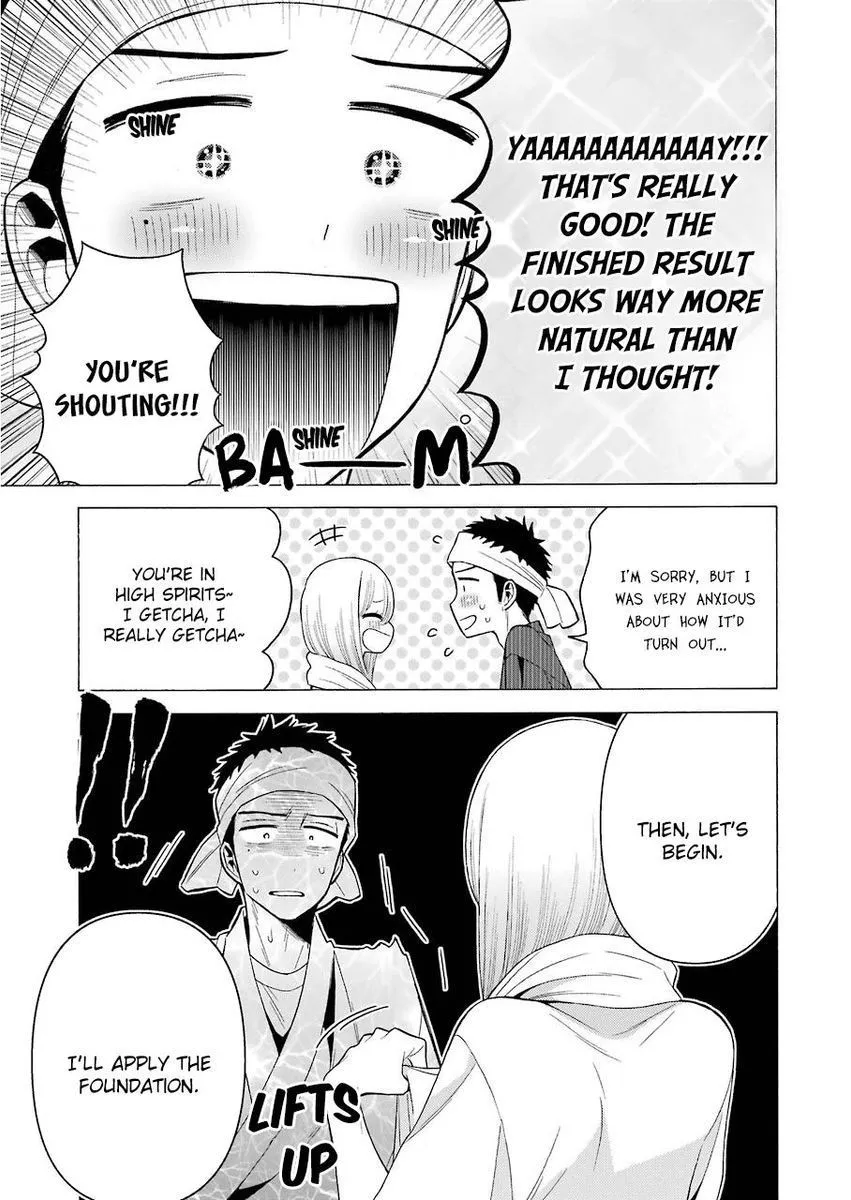 YAAAAAAAAAAAAY!!!
THAT'S REALLY
GOOD! THE
FINISHED RESULT
LOOKS WAY MORE
NATURAL THAN
I THOUGHT!
SHINE
SHINE
YOU'RE
SHOUTING!!!
SHINE
BA—M
I'M SORRY, BUT I
WAS VERY ANXIOUS
ABOUT HOW IT'D
TURN OUT...
YOU'RE IN
HIGH SPIRITS~
I GETCHA, I
REALLY GETCHA~
!!
THEN, LET'S
BEGIN.
I'LL APPLY THE
FOUNDATION.
LIFTS
UP